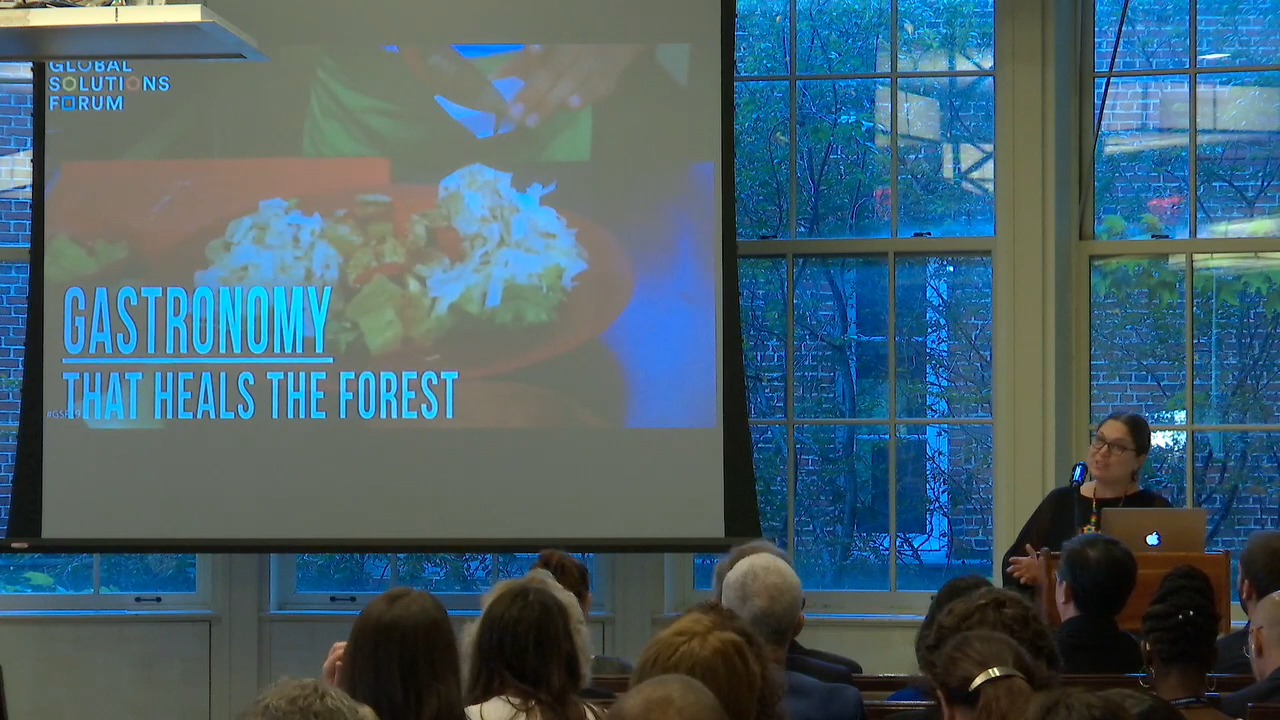 GLOBAL
SOLUTIONS
FORUM
GASTRONOMY
THAT HEALS THE FOREST